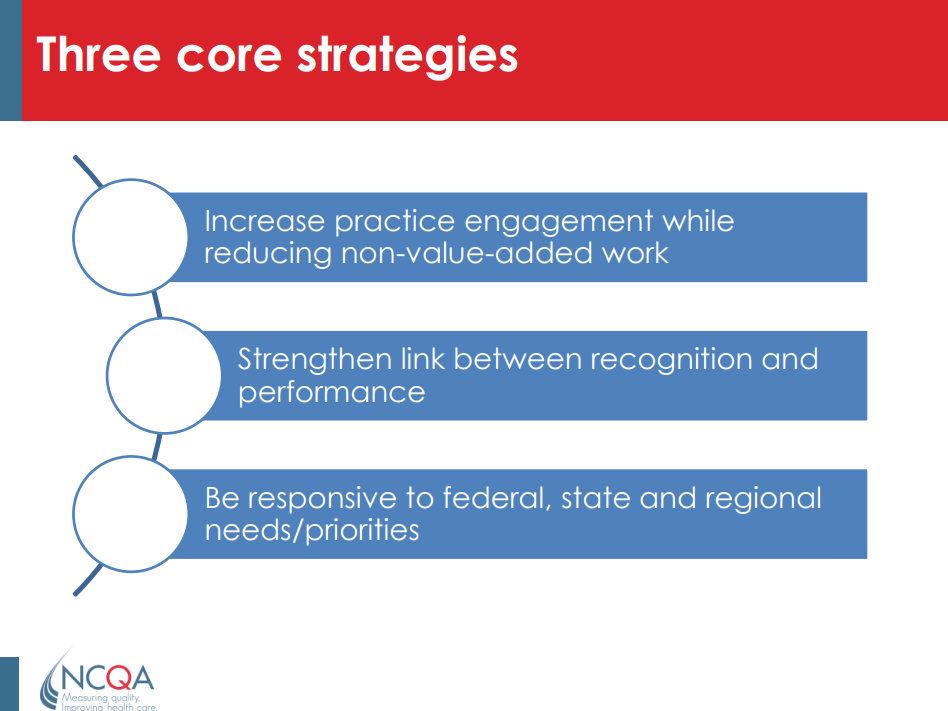 Three core strategies
Increase practice engagement while
reducing non-value-added work
Strengthen link between recognition and
performance
Be responsive to federal, state and regional
needs/priorities
NCQA
Measuring quality.
Improving health care.